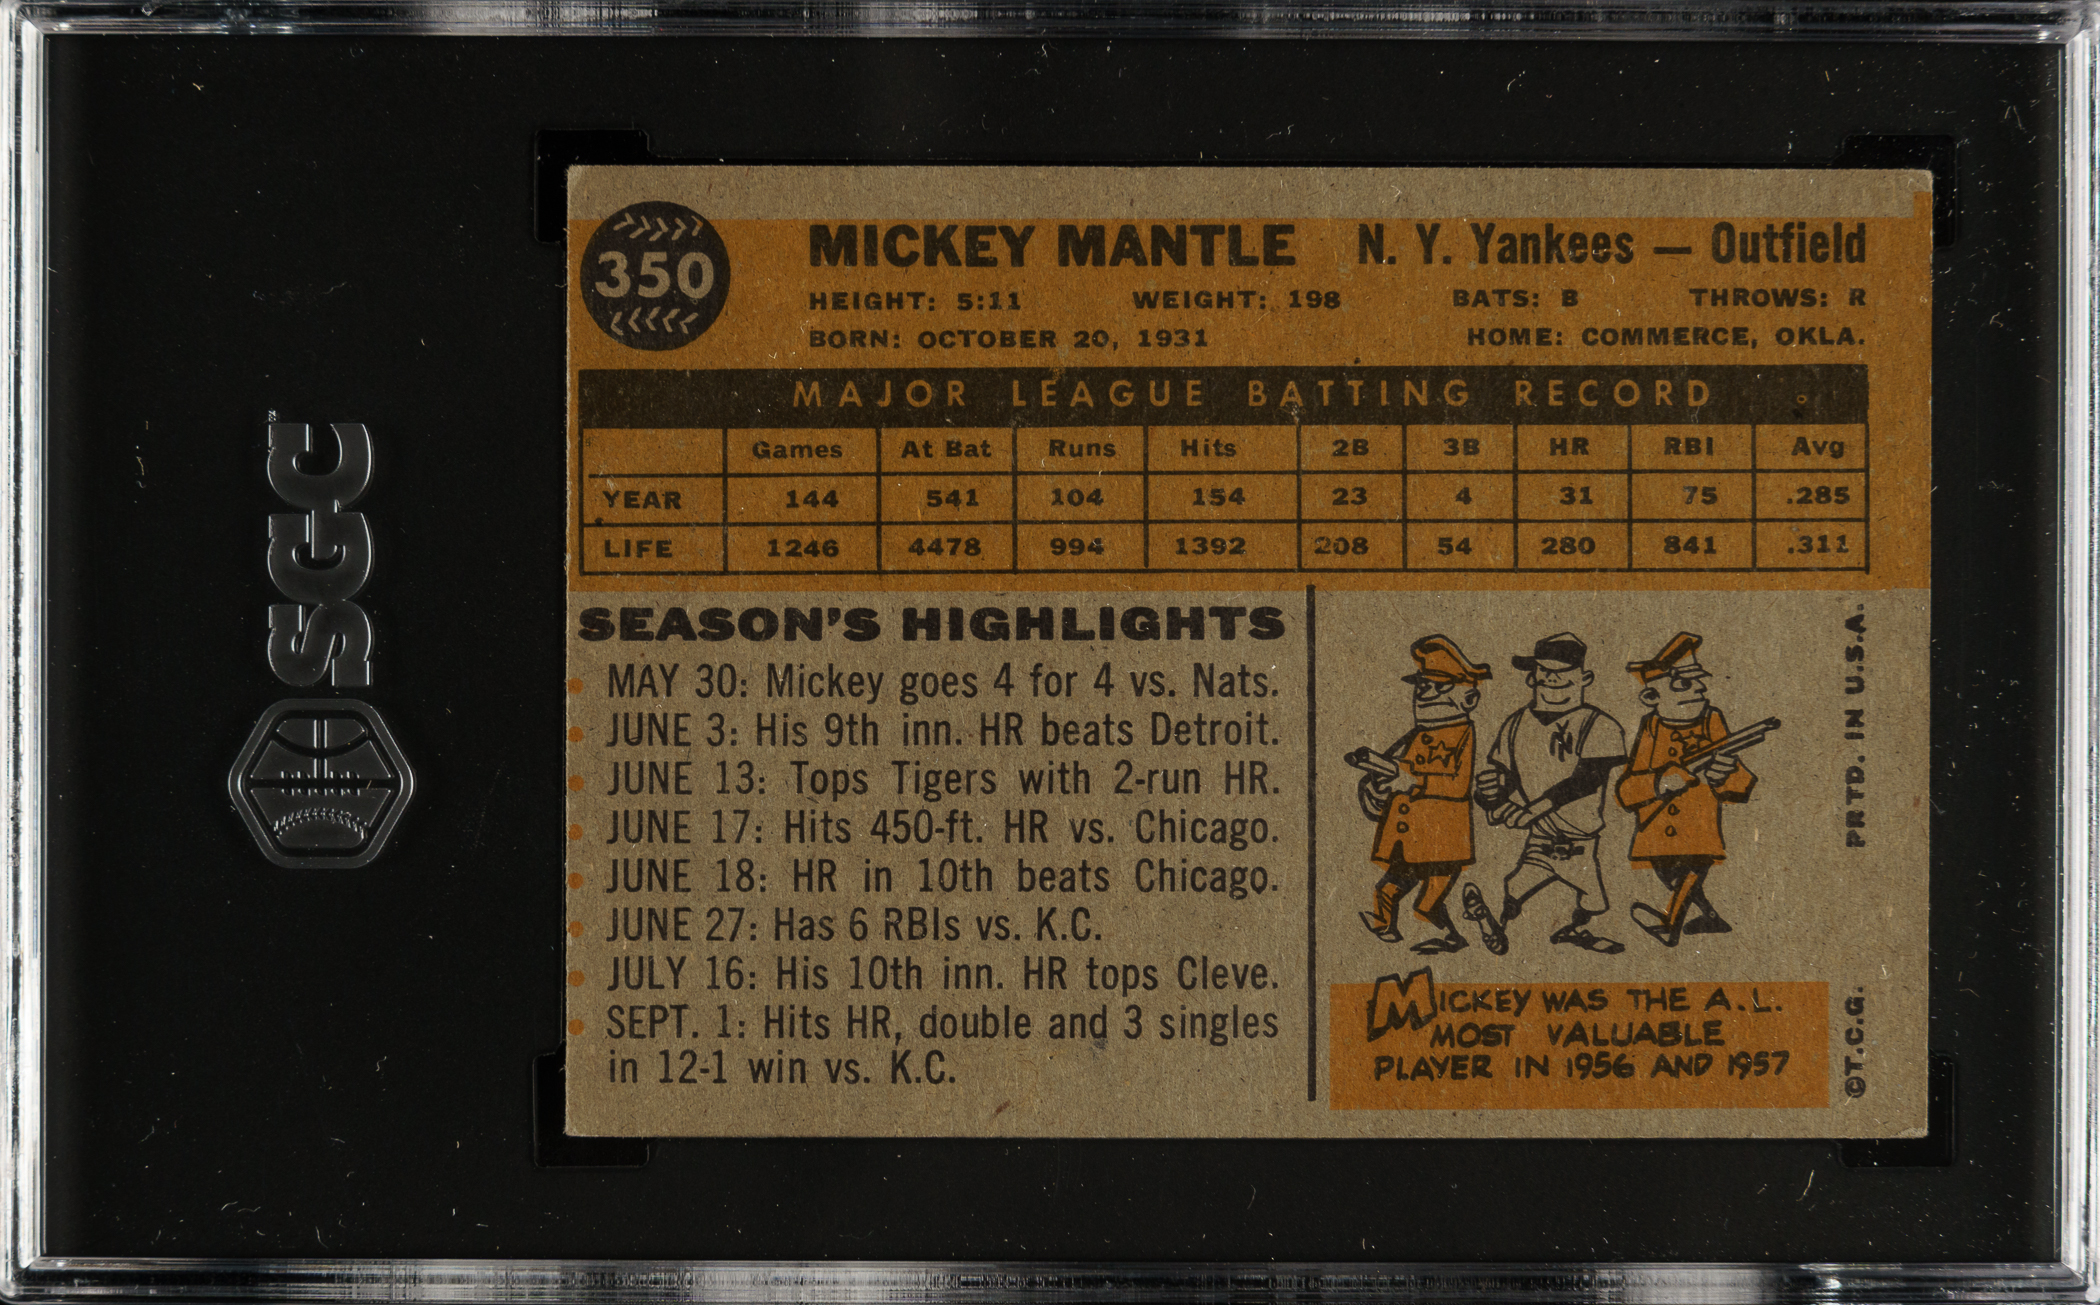 350
MICKEY MANTLE N. Y. Yankees — Outfield
HEIGHT: 5:11 WEIGHT: 198 BATS: B THROWS: R
BORN: OCTOBER 20, 1931 HOME: COMMERCE, OKLA.
MAJOR LEAGUE BATTING RECORD
Games At Bat Runs Hits 2B 3B HR RBI Avg
YEAR 144 541 104 154 23 4 31 75 .285
LIFE 1246 4478 994 1392 208 54 280 841 .311
SEASON'S HIGHLIGHTS
MAY 30: Mickey goes 4 for 4 vs. Nats.
JUNE 3: His 9th inn. HR beats Detroit.
JUNE 13: Tops Tigers with 2-run HR.
JUNE 17: Hits 450-ft. HR vs. Chicago.
JUNE 18: HR in 10th beats Chicago.
JUNE 27: Has 6 RBIs vs. K.C.
JULY 16: His 10th inn. HR tops Cleve.
SEPT. 1: Hits HR, double and 3 singles
in 12-1 win vs. K.C.
NY
MICKEY WAS THE A.L.
MOST VALUABLE
PLAYER IN 1956 AND 1957
©T.C.G. PRTD. IN U.S.A.
SGC